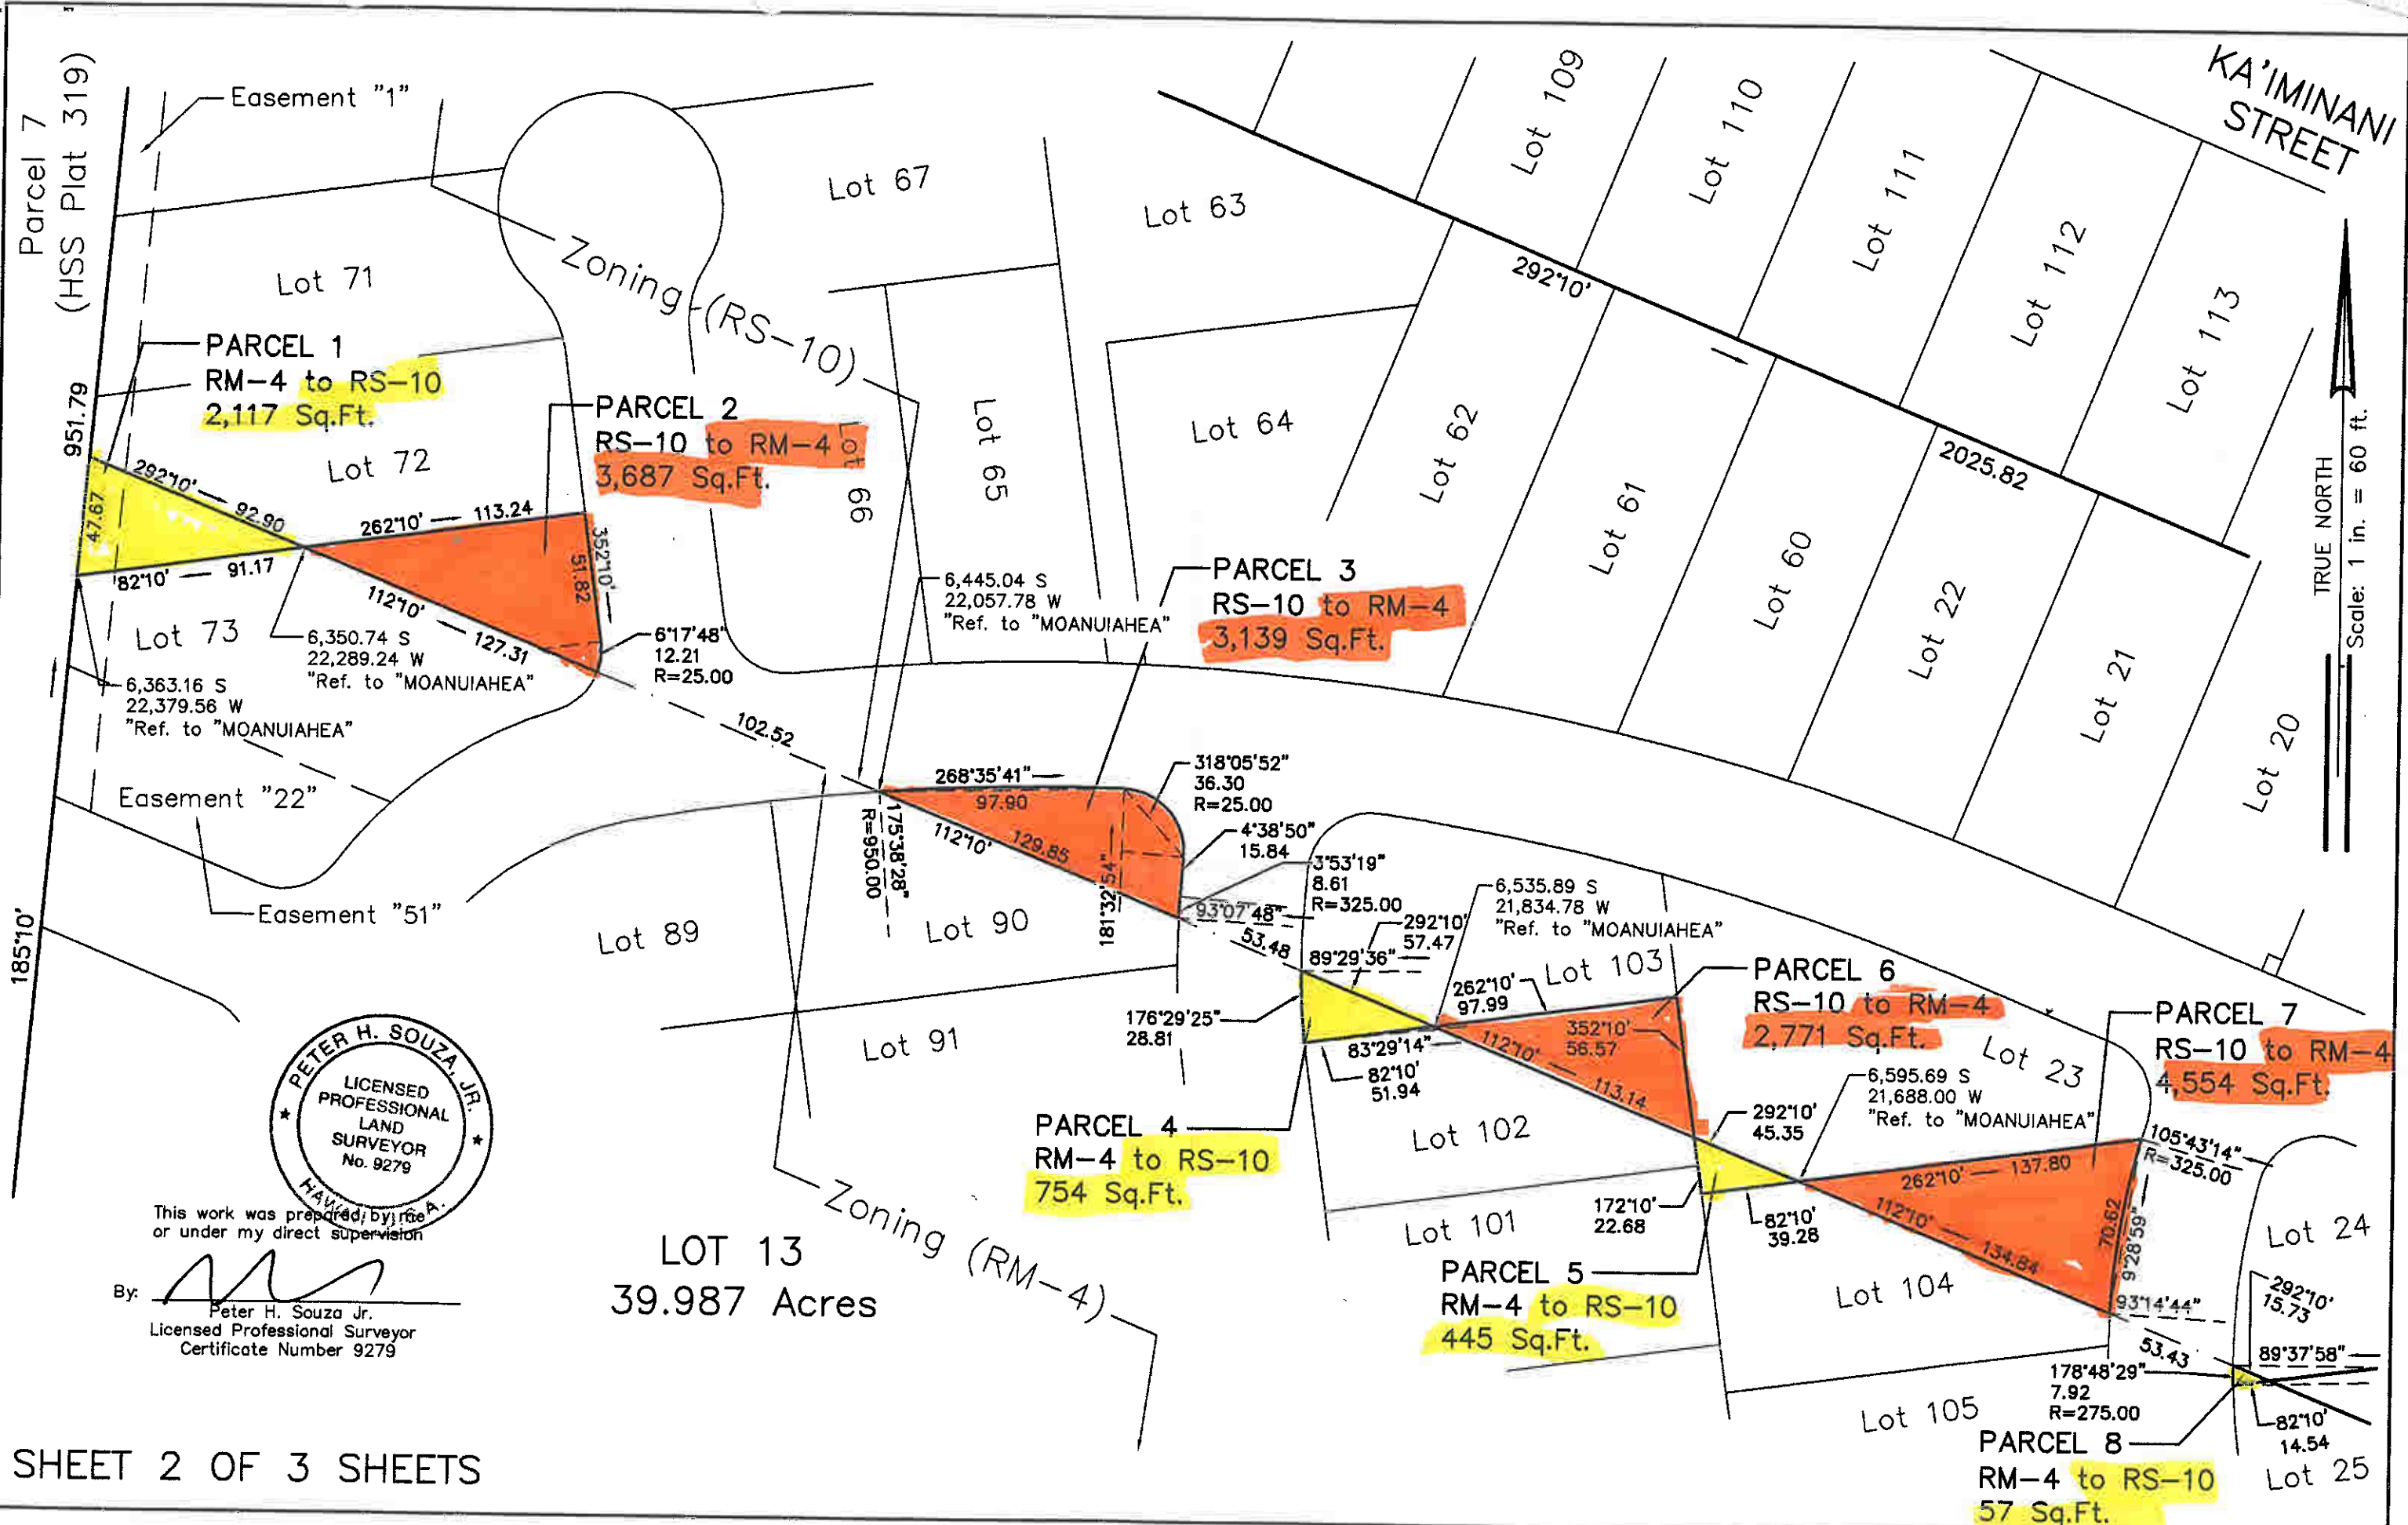 Parcel 7
(HSS Plat 319)
Easement "1"
951.79
185°10'
Lot 67
Lot 63
Lot 109
Lot 110
Lot 111
Lot 112
Lot 113
KA'IMINANI
STREET
292°10'
2025.82
TRUE NORTH
Scale: 1 in. = 60 ft.
Lot 71
Zoning (RS-10)
PARCEL 1
RM-4 to RS-10
2,117 Sq.Ft.
PARCEL 2
RS-10 to RM-4
3,687 Sq.Ft.
Lot 66
Lot 65
Lot 64
Lot 62
Lot 61
Lot 60
Lot 22
Lot 21
Lot 20
Lot 72
47.67
292°10' 92.90
262°10' 113.24
82°10' 91.17
352°10'
51.82
112°10' 127.31
Lot 73
6,350.74 S
22,289.24 W
"Ref. to "MOANUIAHEA"
6°17'48"
12.21
R=25.00
6,363.16 S
22,379.56 W
"Ref. to "MOANUIAHEA"
6,445.04 S
22,057.78 W
"Ref. to "MOANUIAHEA"
PARCEL 3
RS-10 to RM-4
3,139 Sq.Ft.
102.52
Easement "22"
Easement "51"
268°35'41"
97.90
112°10' 129.85
175°38'28"
R=950.00
181°32'54"
318°05'52"
36.30
R=25.00
4°38'50"
15.84
3°53'19"
8.61
R=325.00
93°07'48"
53.48
Lot 89
Lot 90
Lot 91
292°10'
57.47
89°29'36"
6,535.89 S
21,834.78 W
"Ref. to "MOANUIAHEA"
262°10'
97.99
Lot 103
PARCEL 6
RS-10 to RM-4
2,771 Sq.Ft.
352°10'
56.57
112°10' 113.14
176°29'25"
28.81
83°29'14"
82°10'
51.94
Lot 23
PARCEL 7
RS-10 to RM-4
4,554 Sq.Ft.
6,595.69 S
21,688.00 W
"Ref. to "MOANUIAHEA"
PARCEL 4
RM-4 to RS-10
754 Sq.Ft.
Lot 102
292°10'
45.35
105°43'14"
R=325.00
262°10' 137.80
112°10' 134.84
70.62
9°28'59"
172°10'
22.68
82°10'
39.28
Lot 101
Lot 104
Lot 24
93°14'44"
292°10'
15.73
53.43
89°37'58"
PARCEL 5
RM-4 to RS-10
445 Sq.Ft.
178°48'29"
7.92
R=275.00
82°10'
14.54
Lot 105
PARCEL 8
RM-4 to RS-10
57 Sq.Ft.
Lot 25
Zoning (RM-4)
LOT 13
39.987 Acres
PETER H. SOUZA, JR.
LICENSED
PROFESSIONAL
LAND
SURVEYOR
No. 9279
This work was prepared by me
or under my direct supervision
By:
Peter H. Souza Jr.
Licensed Professional Surveyor
Certificate Number 9279
SHEET 2 OF 3 SHEETS